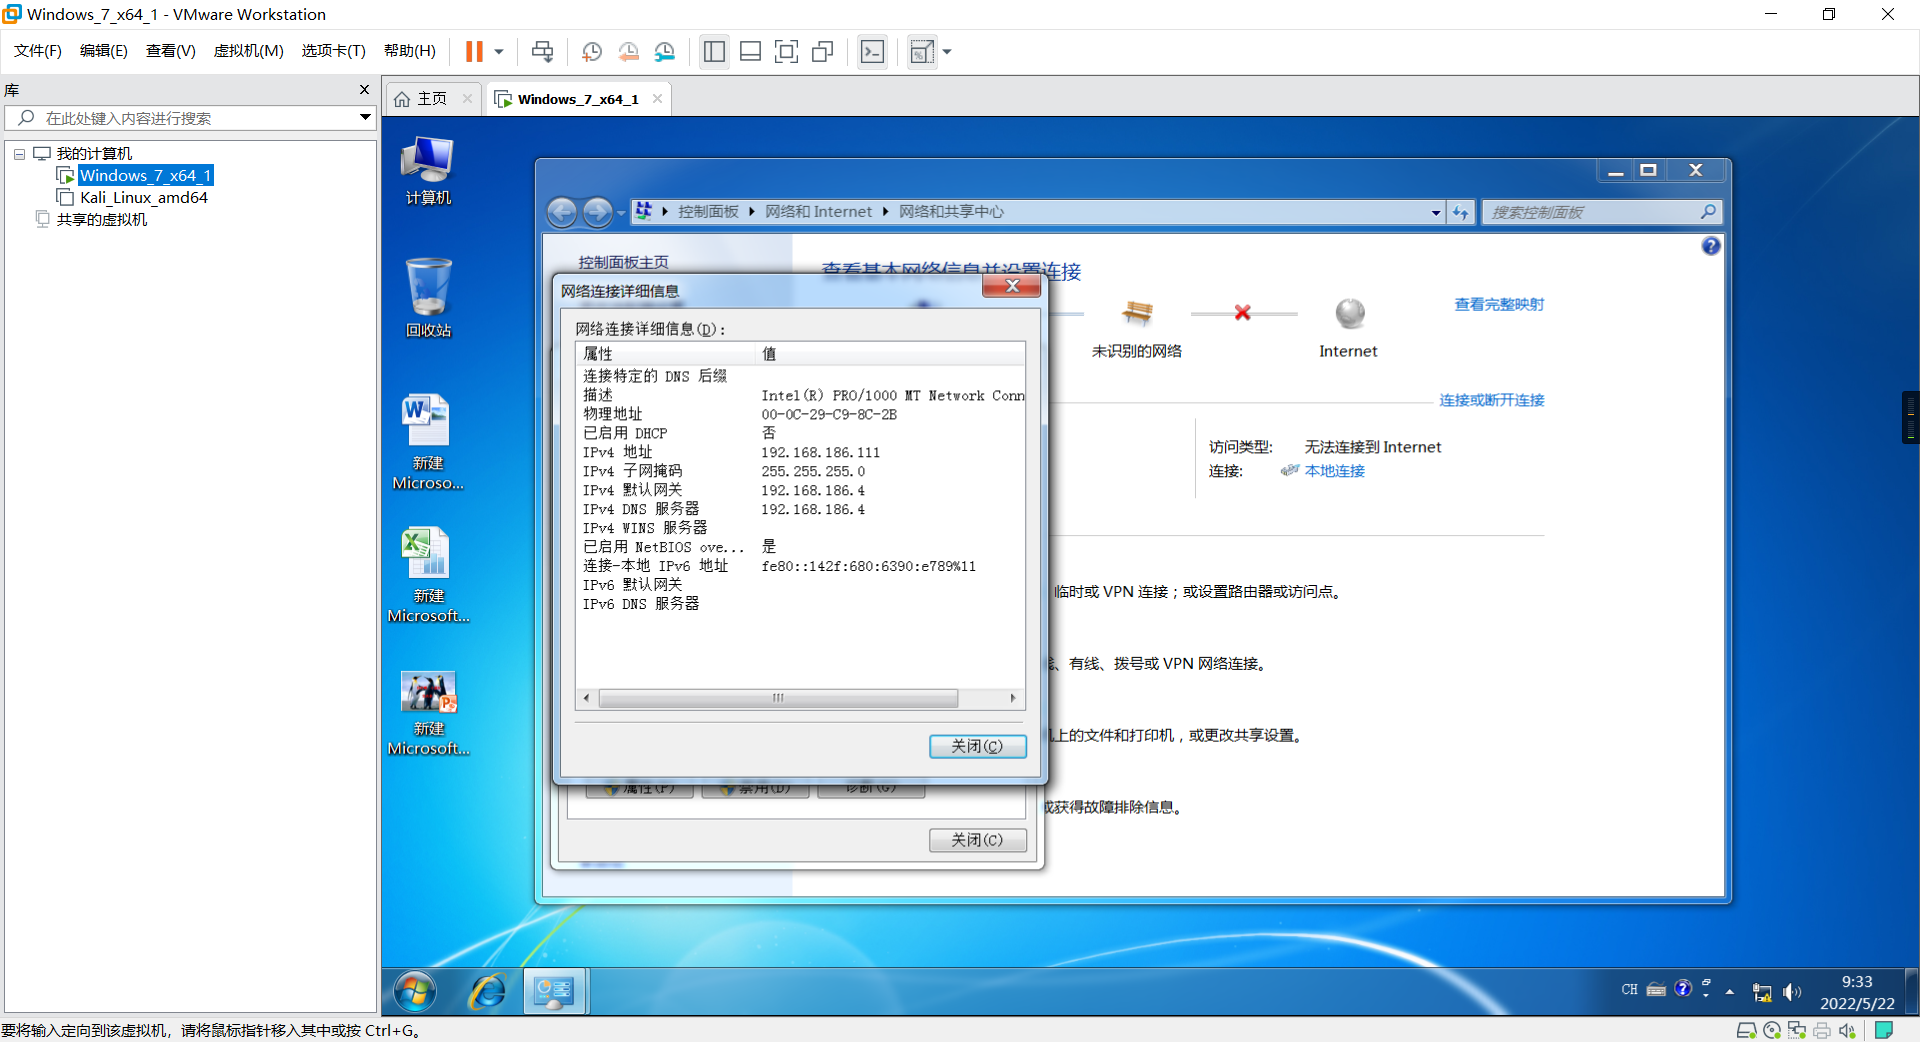 Windows_7_x64_1 - VMware Workstation
文件(F) 编辑(E) 查看(V) 虚拟机(M) 选项卡(T) 帮助(H)
库
在此处键入内容进行搜索
我的计算机
Windows_7_x64_1
Kali_Linux_amd64
共享的虚拟机
主页
Windows_7_x64_1
计算机
回收站
新建
Microso...
新建
Microsoft...
新建
Microsoft...
控制面板 网络和 Internet 网络和共享中心
搜索控制面板
控制面板主页
查看基本网络信息并设置连接
查看完整映射
未识别的网络
Internet
连接或断开连接
访问类型: 无法连接到 Internet
连接: 本地连接
临时或 VPN 连接；或设置路由器或访问点。
、有线、拨号或 VPN 网络连接。
上的文件和打印机，或更改共享设置。
或获得故障排除信息。
网络连接详细信息
网络连接详细信息(D):
属性 值
连接特定的 DNS 后缀
描述 Intel(R) PRO/1000 MT Network Conn
物理地址 00-0C-29-C9-8C-2B
已启用 DHCP 否
IPv4 地址 192.168.186.111
IPv4 子网掩码 255.255.255.0
IPv4 默认网关 192.168.186.4
IPv4 DNS 服务器 192.168.186.4
IPv4 WINS 服务器
已启用 NetBIOS ove... 是
连接-本地 IPv6 地址 fe80::142f:680:6390:e789%11
IPv6 默认网关
IPv6 DNS 服务器
关闭(C)
属性(P) 禁用(D) 诊断(G)
关闭(C)
CH
9:33
2022/5/22
要将输入定向到该虚拟机，请将鼠标指针移入其中或按 Ctrl+G。